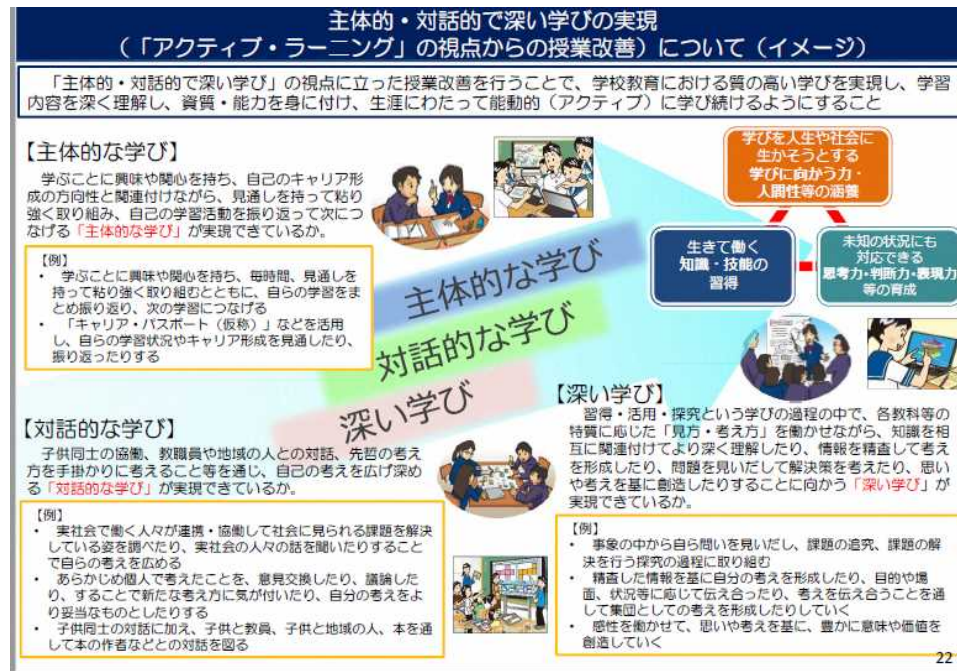 主体的・対話的で深い学びの実現
（「アクティブ・ラーニング」の視点からの授業改善）について（イメージ）
「主体的・対話的で深い学び」の視点に立った授業改善を行うことで、学校教育における質の高い学びを実現し、学習
内容を深く理解し、資質・能力を身に付け、生涯にわたって能動的（アクティブ）に学び続けるようにすること
【主体的な学び】
学ぶことに興味や関心を持ち、自己のキャリア形
成の方向性と関連付けながら、見通しを持って粘り
強く取り組み、自己の学習活動を振り返って次につ
なげる「主体的な学び」が実現できているか。
【例】
・ 学ぶことに興味や関心を持ち、毎時間、見通しを
持って粘り強く取り組むとともに、自らの学習をま
とめ振り返り、次の学習につなげる
・ 「キャリア・パスポート（仮称）」などを活用
し、自らの学習状況やキャリア形成を見通したり、
振り返ったりする
学びを人生や社会に
生かそうとする
学びに向かう力・
人間性等の涵養
生きて働く
知識・技能の
習得
未知の状況にも
対応できる
思考力・判断力・表現力
等の育成
主体的な学び
対話的な学び
深い学び
【対話的な学び】
子供同士の協働、教職員や地域の人との対話、先哲の考え
方を手掛かりに考えること等を通じ、自己の考えを広げ深め
る「対話的な学び」が実現できているか。
【例】
・ 実社会で働く人々が連携・協働して社会に見られる課題を解決
している姿を調べたり、実社会の人々の話を聞いたりすること
で自らの考えを広める
・ あらかじめ個人で考えたことを、意見交換したり、議論した
り、することで新たな考え方に気が付いたり、自分の考えをよ
り妥当なものとしたりする
・ 子供同士の対話に加え、子供と教員、子供と地域の人、本を通
して本の作者などとの対話を図る
【深い学び】
習得・活用・探究という学びの過程の中で、各教科等の
特質に応じた「見方・考え方」を働かせながら、知識を相
互に関連付けてより深く理解したり、情報を精査して考え
を形成したり、問題を見いだして解決策を考えたり、思い
や考えを基に創造したりすることに向かう「深い学び」が
実現できているか。
【例】
・ 事象の中から自ら問いを見いだし、課題の追究、課題の解
決を行う探究の過程に取り組む
・ 精査した情報を基に自分の考えを形成したり、目的や場
面、状況等に応じて伝え合ったり、考えを伝え合うことを通
して集団としての考えを形成したりしていく
・ 感性を働かせて、思いや考えを基に、豊かに意味や価値を
創造していく
22